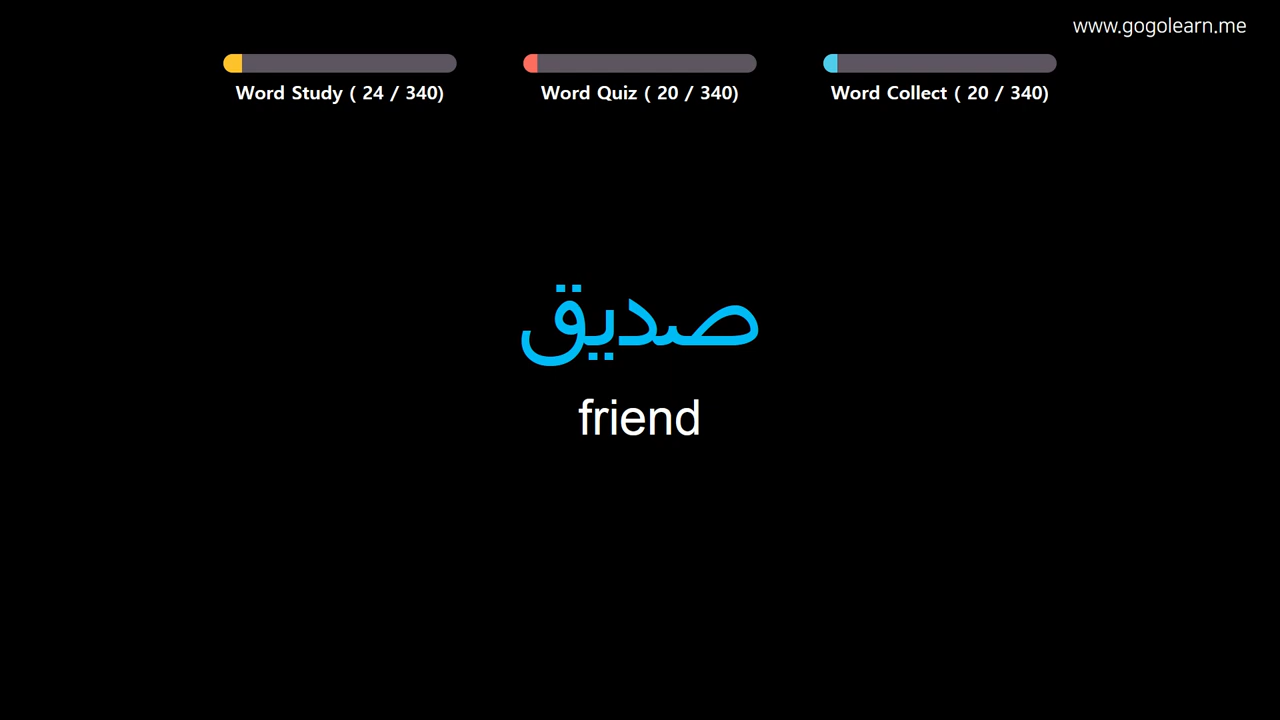 www.gogolearn.me
Word Study ( 24 / 340)
Word Quiz ( 20 / 340)
Word Collect ( 20 / 340)
صديق
friend